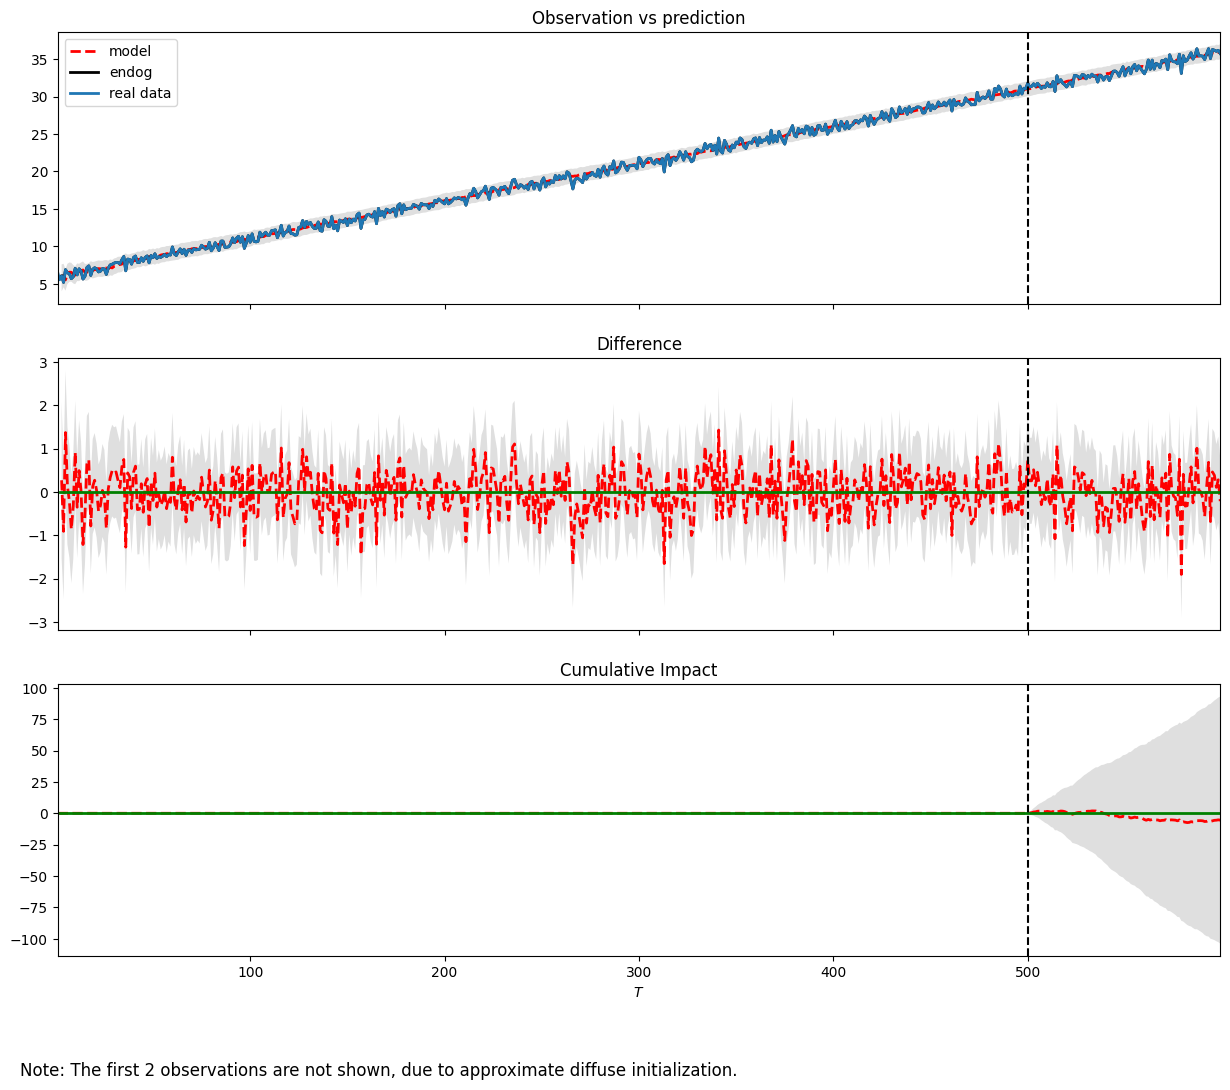 Observation vs prediction
model
endog
real data
35
30
25
20
15
10
5
Difference
3
2
1
0
−1
−2
−3
Cumulative Impact
100
75
50
25
0
−25
−50
−75
−100
100 200 300 400 500
T
Note: The first 2 observations are not shown, due to approximate diffuse initialization.